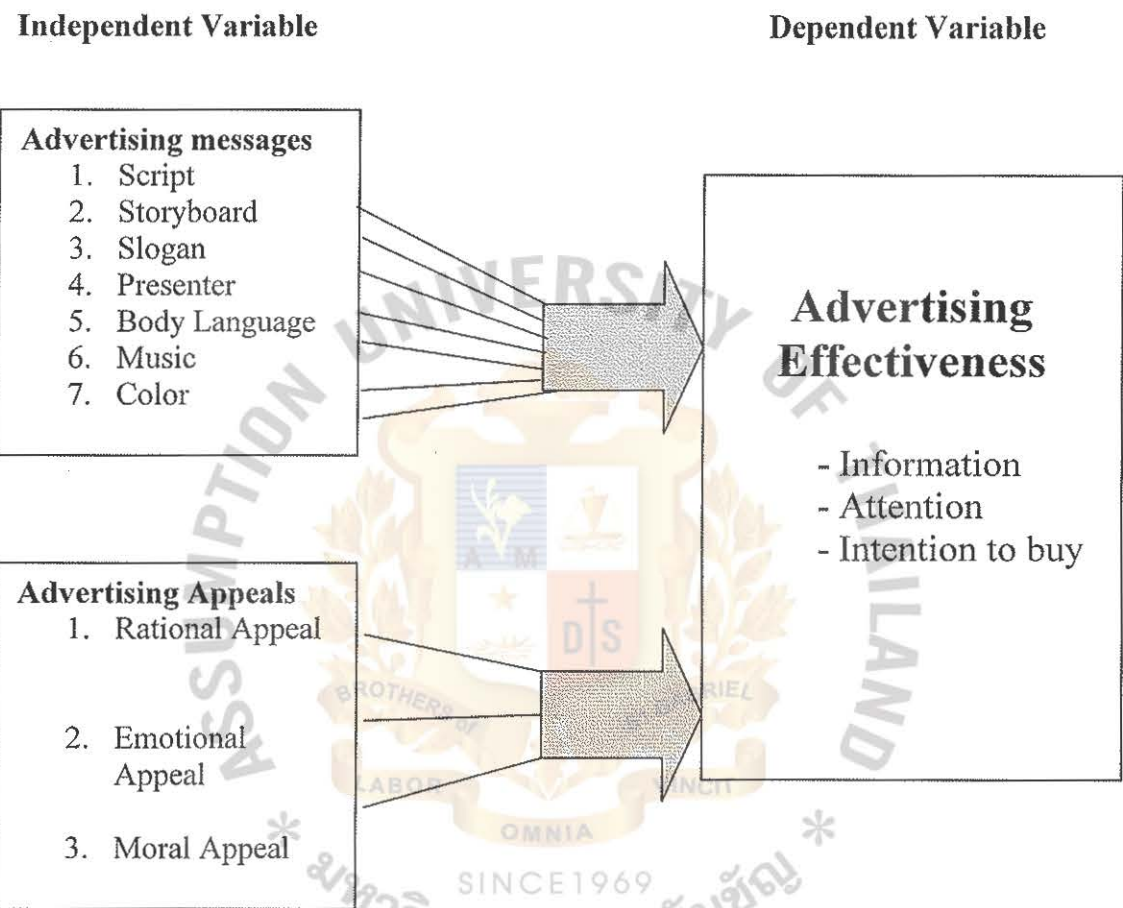 Independent Variable
Dependent Variable
Advertising messages
1. Script
2. Storyboard
3. Slogan
4. Presenter
5. Body Language
6. Music
7. Color
Advertising Effectiveness
- Information
- Attention
- Intention to buy
Advertising Appeals
1. Rational Appeal
2. Emotional
Appeal
3. Moral Appeal
ASSUMPTION UNIVERSITY OF THAILAND
A M
D S
BROTHERS of
RIEL
LABOR
VINCIT
OMNIA
SINCE1969